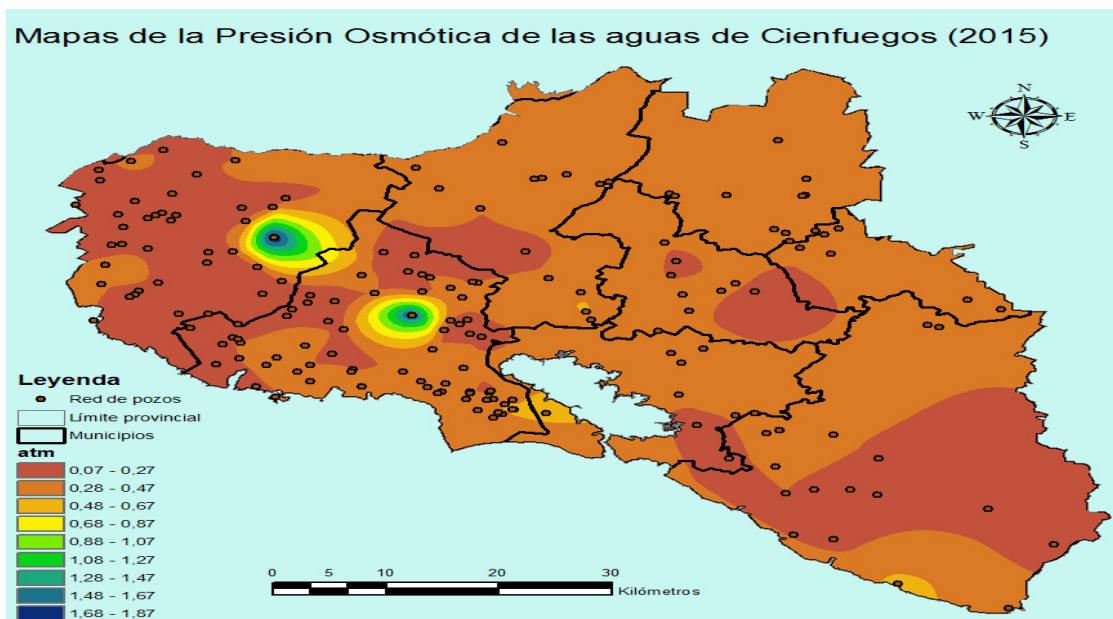 Mapas de la Presión Osmótica de las aguas de Cienfuegos (2015)
N
W E
S
Leyenda
Red de pozos
Límite provincial
Municipios
atm
0,07 - 0,27
0,28 - 0,47
0,48 - 0,67
0,68 - 0,87
0,88 - 1,07
1,08 - 1,27
1,28 - 1,47
1,48 - 1,67
1,68 - 1,87
0 5 10 20 30
Kilómetros